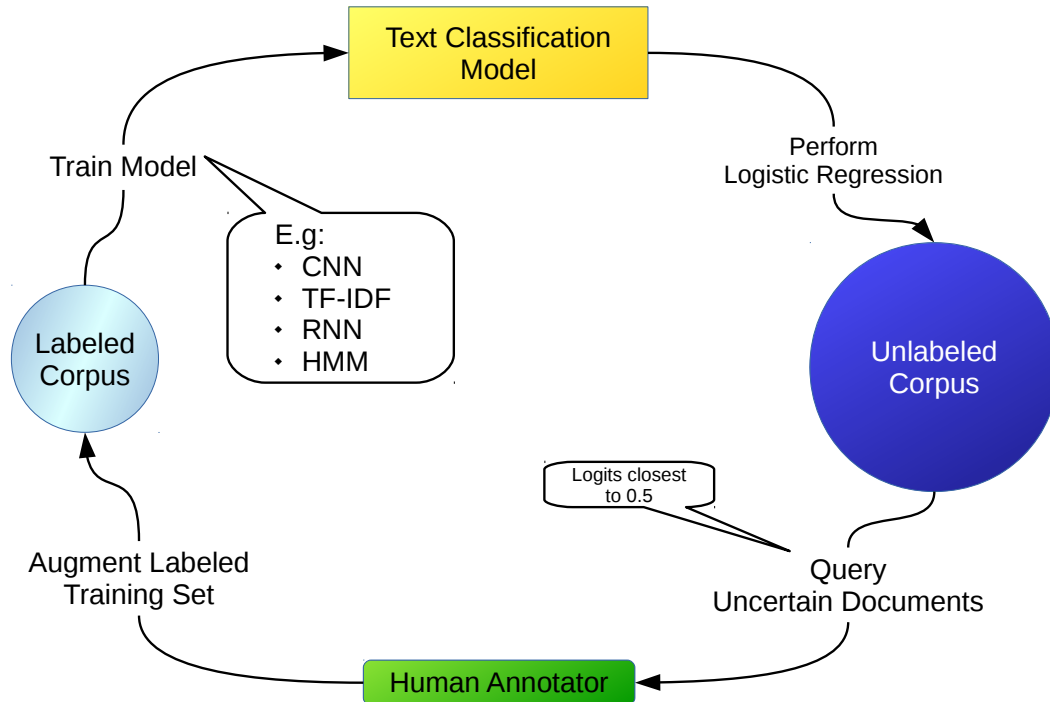 Text Classification
Model
Perform
Logistic Regression
Train Model
E.g:
CNN
TF-IDF
RNN
HMM
Labeled
Corpus
Unlabeled
Corpus
Logits closest
to 0.5
Query
Uncertain Documents
Augment Labeled
Training Set
Human Annotator